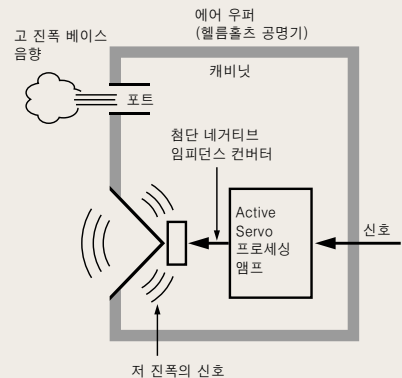 에어 우퍼
(헬름홀츠 공명기)
고 진폭 베이스
음향
캐비닛
포트
첨단 네거티브
임피던스 컨버터
Active
Servo
프로세싱
앰프
신호
저 진폭의 신호